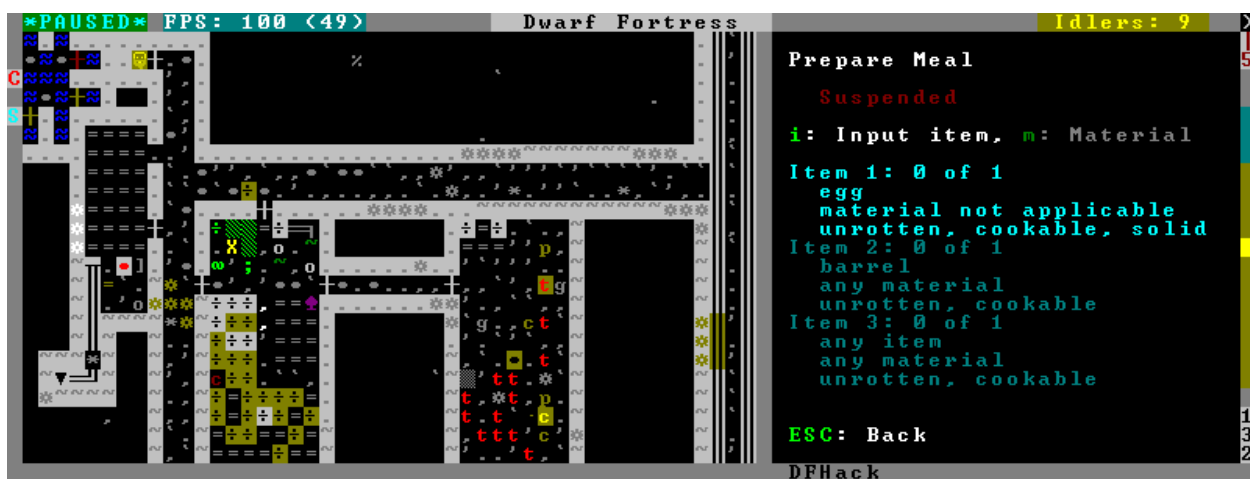 *PAUSED* FPS: 100 (49) Dwarf Fortress Idlers: 9
Prepare Meal
Suspended
i: Input item, m: Material
Item 1: 0 of 1
egg
material not applicable
unrotten, cookable, solid
Item 2: 0 of 1
barrel
any material
unrotten, cookable
Item 3: 0 of 1
any item
any material
unrotten, cookable
ESC: Back
DFHack